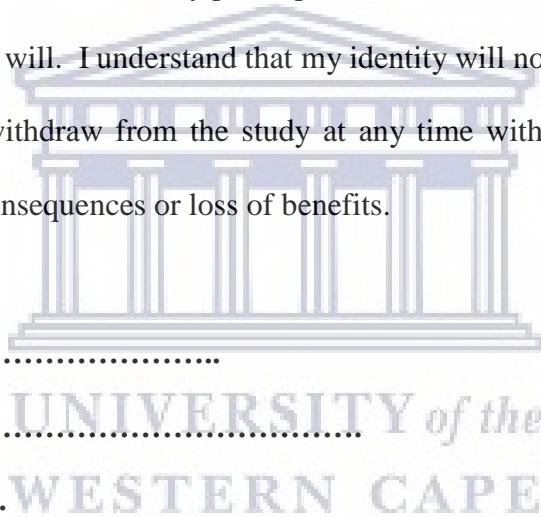 will. I understand that my identity will no
withdraw from the study at any time with
nsequences or loss of benefits.
…………………..
UNIVERSITY of the
…………………………….
WESTERN CAPE